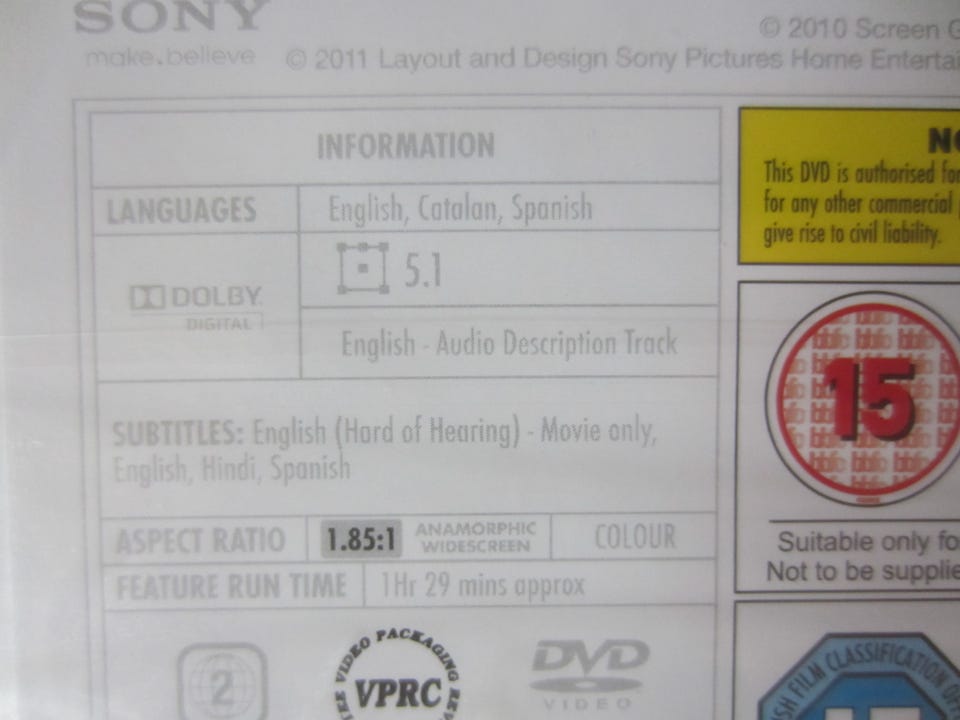 SONY
make.believe
© 2010 Screen G
© 2011 Layout and Design Sony Pictures Home Enterta
INFORMATION
LANGUAGES English, Catalan, Spanish
5.1
DOLBY
DIGITAL
English - Audio Description Track
SUBTITLES: English (Hard of Hearing) - Movie only,
English, Hindi, Spanish
ASPECT RATIO 1.85:1 ANAMORPHIC WIDESCREEN COLOUR
FEATURE RUN TIME 1Hr 29 mins approx
2
VIDEO PACKAGING
VPRC
DVD
VIDEO
This DVD is authorised fo
for any other commercial
give rise to civil liability.
bbfc
15
Suitable only fo
Not to be supplie
FILM CLASSIFICATION